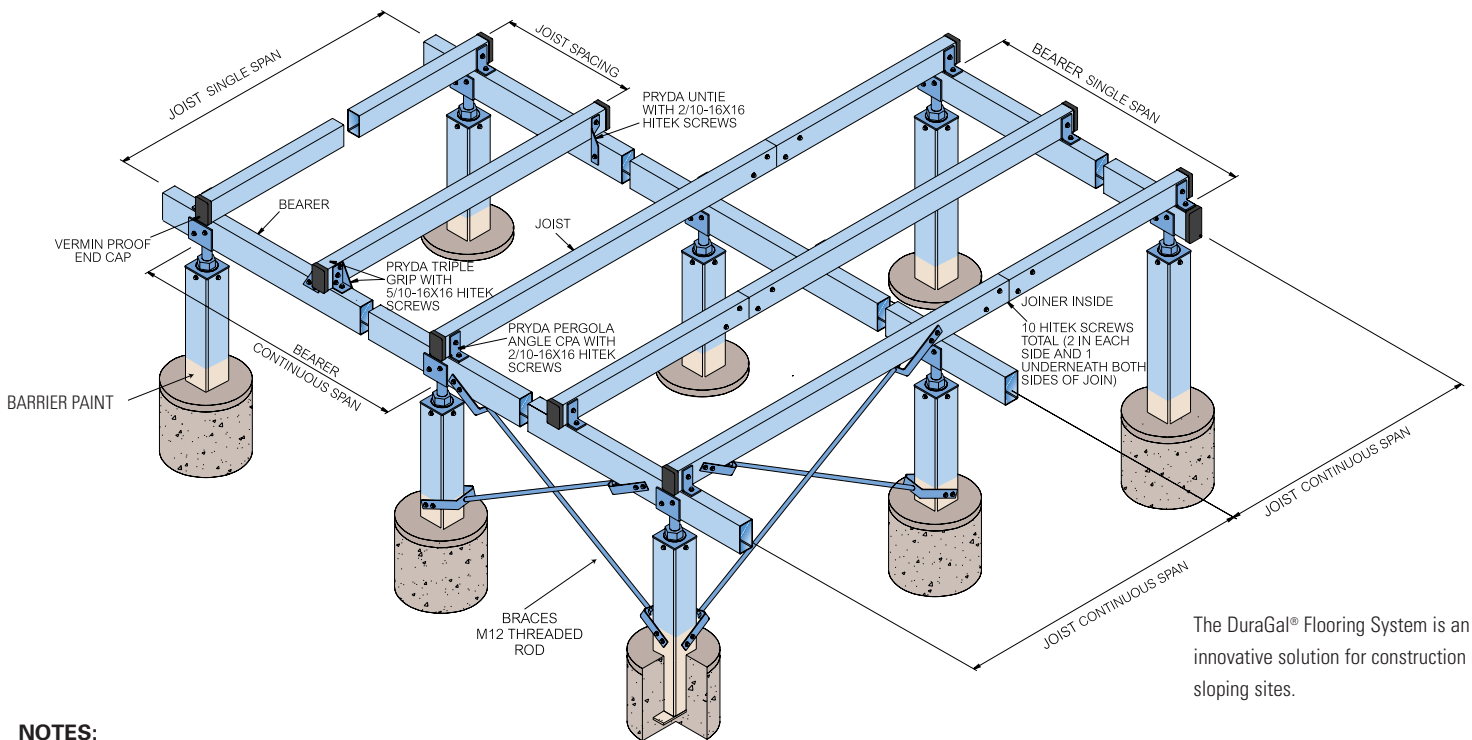 JOIST SINGLE SPAN
JOIST SPACING
BEARER SINGLE SPAN
PRYDA UNTIE
WITH 2/10-16X16
HITEK SCREWS
BEARER
JOIST
VERMIN PROOF
END CAP
PRYDA TRIPLE
GRIP WITH
5/10-16X16 HITEK
SCREWS
JOINER INSIDE
10 HITEK SCREWS
TOTAL (2 IN EACH
SIDE AND 1
UNDERNEATH BOTH
SIDES OF JOIN)
PRYDA PERGOLA
ANGLE CPA WITH
2/10-16X16 HITEK
SCREWS
BEARER
CONTINUOUS SPAN
BARRIER PAINT
JOIST CONTINUOUS SPAN
JOIST CONTINUOUS SPAN
BRACES
M12 THREADED
ROD
The DuraGal® Flooring System is an
innovative solution for construction
sloping sites.
NOTES: